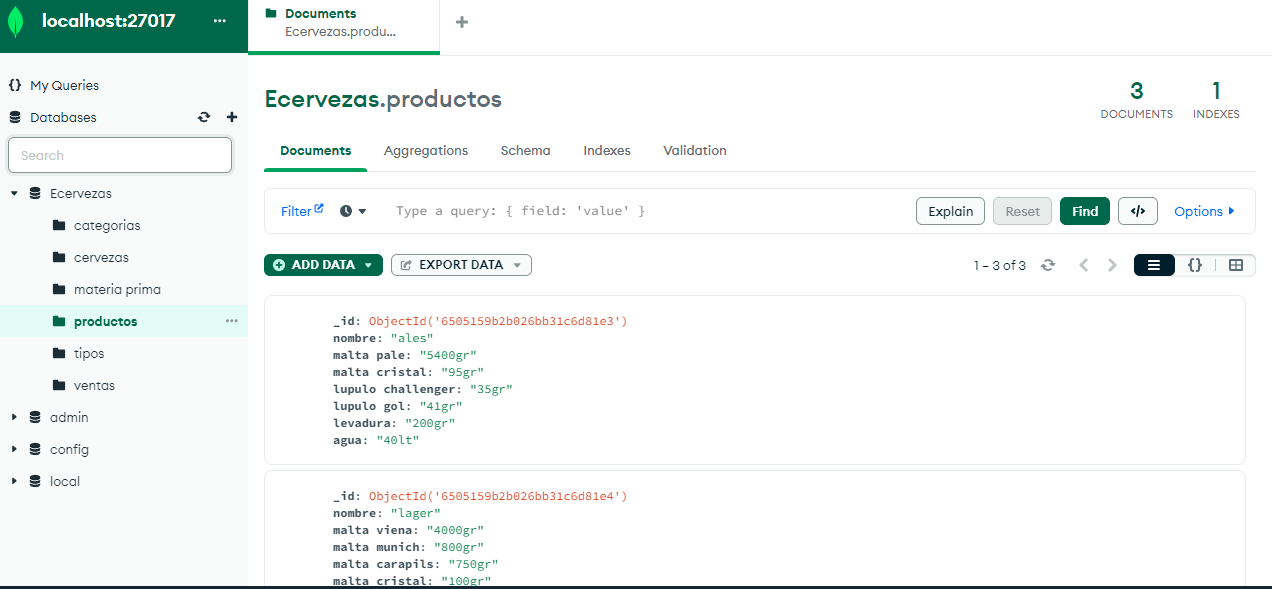 localhost:27017 ...
Documents
Ecervezas.produ...
+
{} My Queries
Databases
Search
Ecervezas
categorias
cervezas
materia prima
productos ...
tipos
ventas
admin
config
local
Ecervezas.productos
3
DOCUMENTS
1
INDEXES
Documents Aggregations Schema Indexes Validation
Filter Type a query: { field: 'value' } Explain Reset Find </> Options
ADD DATA EXPORT DATA 1 – 3 of 3 {}
_id: ObjectId('6505159b2b026bb31c6d81e3')
nombre: "ales"
malta pale: "5400gr"
malta cristal: "95gr"
lupulo challenger: "35gr"
lupulo gol: "41gr"
levadura: "200gr"
agua: "40lt"
_id: ObjectId('6505159b2b026bb31c6d81e4')
nombre: "lager"
malta viena: "4000gr"
malta munich: "800gr"
malta carapils: "750gr"
malta cristal: "100gr"